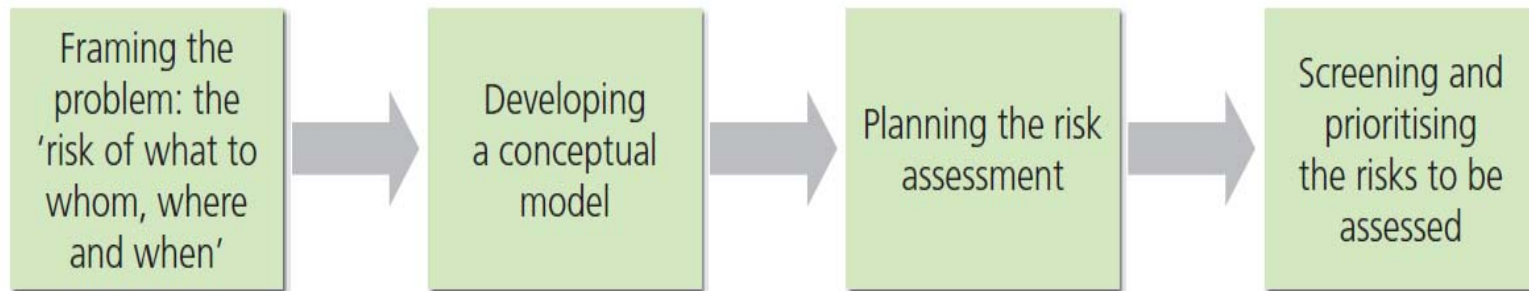 Framing the
problem: the
‘risk of what to
whom, where
and when’
Developing
a conceptual
model
Planning the risk
assessment
Screening and
prioritising
the risks to be
assessed